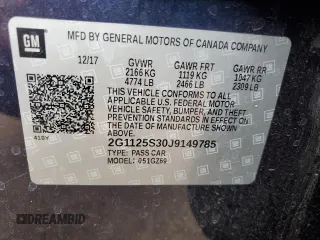 GM
MFD BY GENERAL MOTORS OF CANADA COMPANY
12/17 GVWR GAWR FRT GAWR RR
2166 KG 1119 KG 1047 KG
4774 LB 2466 LB 2309 LB
THIS VEHICLE CONFORMS TO ALL APPLICABLE U.S. FEDERAL MOTOR
VEHICLE SAFETY, BUMPER, AND THEFT
PREVENTION STANDARDS IN EFFECT ON THE DATE
OF MANUFACTURE SHOWN ABOVE.
2G1125S30J9149785
TYPE: PASS CAR
MODEL:
DREAMBID